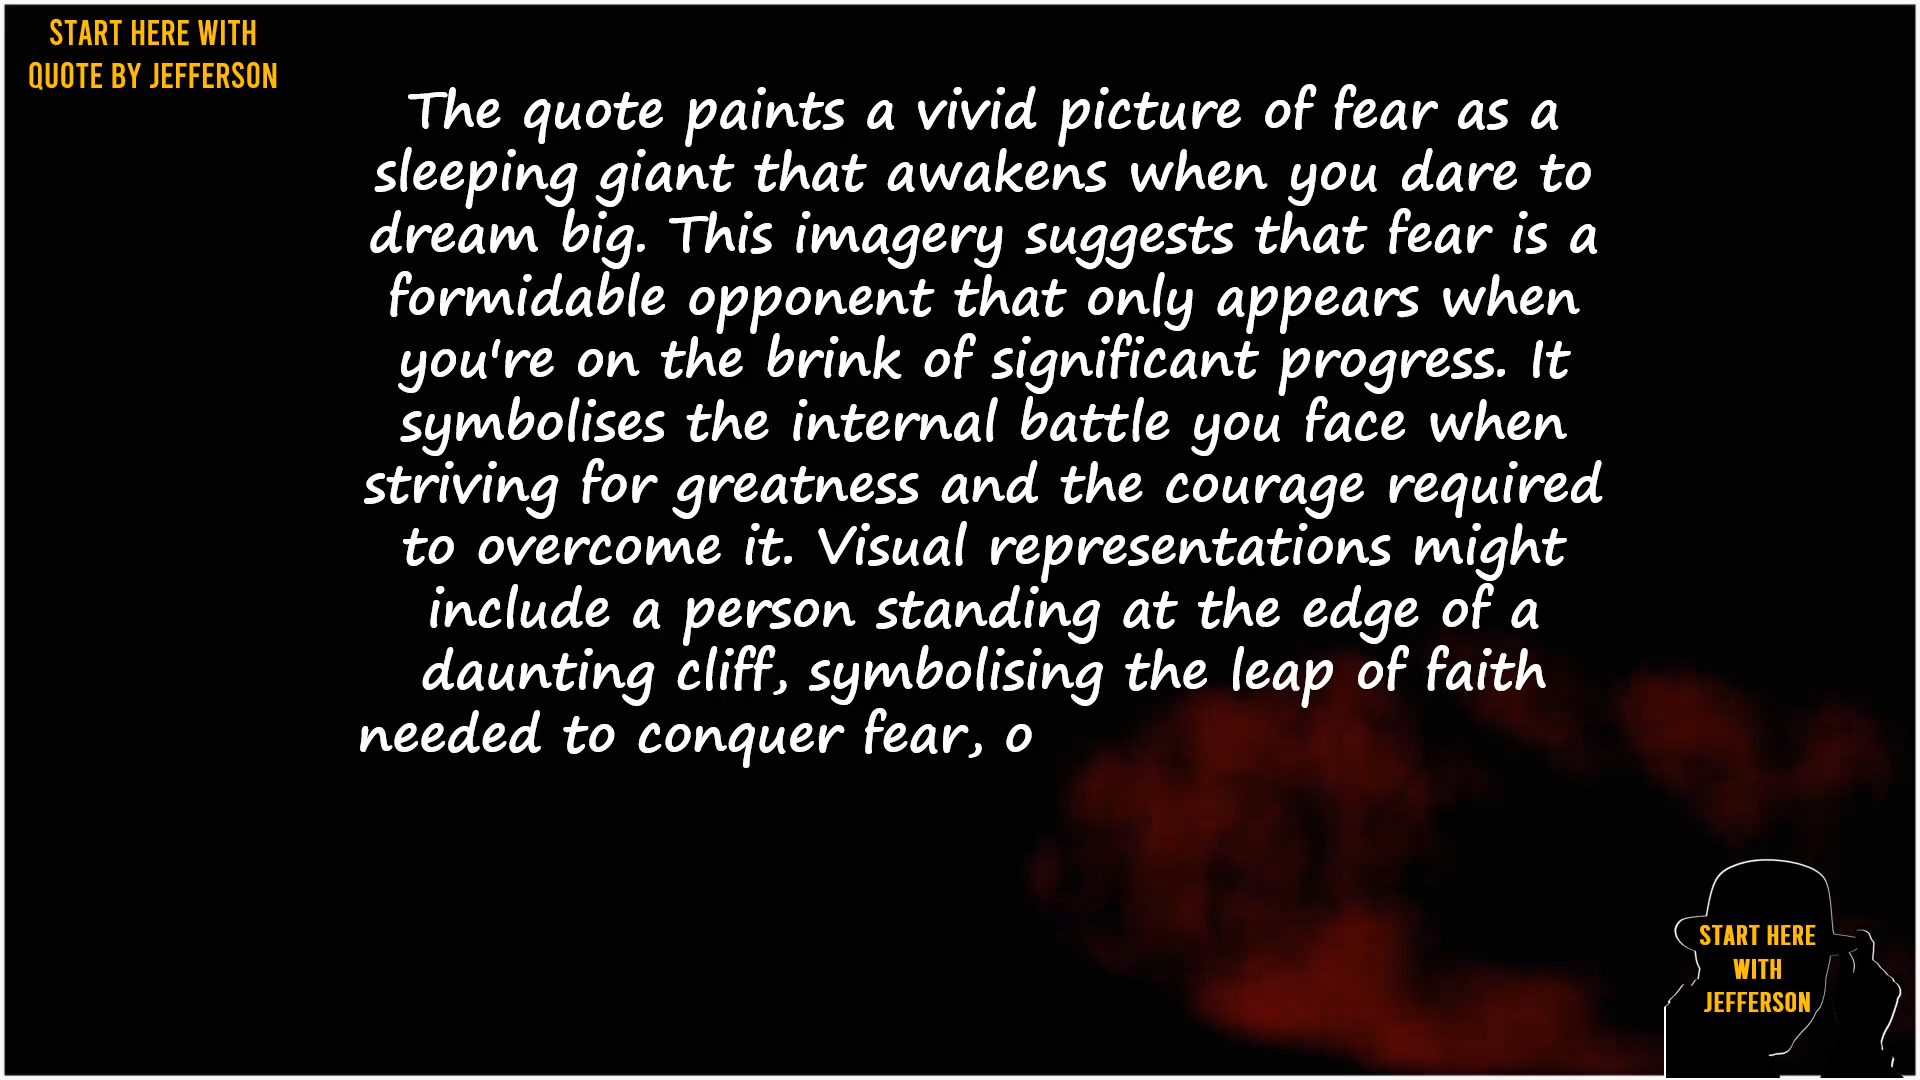 START HERE WITH
QUOTE BY JEFFERSON
The quote paints a vivid picture of fear as a
sleeping giant that awakens when you dare to
dream big. This imagery suggests that fear is a
formidable opponent that only appears when
you're on the brink of significant progress. It
symbolises the internal battle you face when
striving for greatness and the courage required
to overcome it. Visual representations might
include a person standing at the edge of a
daunting cliff, symbolising the leap of faith
needed to conquer fear, o
START HERE
WITH
JEFFERSON